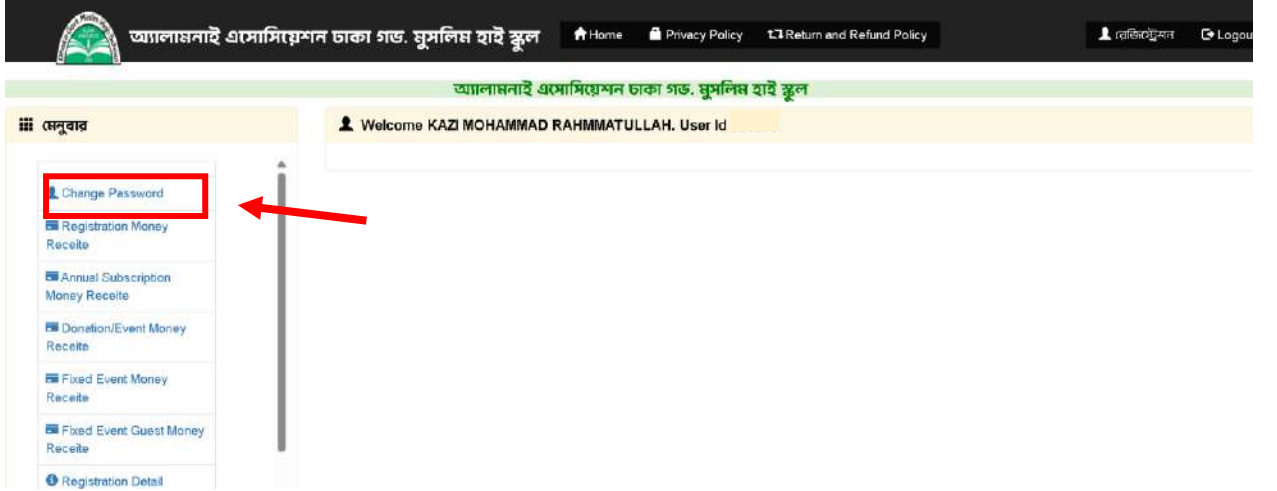 অ্যালামনাই এসোসিয়েশন ঢাকা গভ. মুসলিম হাই স্কুল Home Privacy Policy Return and Refund Policy রেজিস্ট্রেশন Logou
অ্যালামনাই এসোসিয়েশন ঢাকা গভ. মুসলিম হাই স্কুল
মেনুবার
Welcome KAZI MOHAMMAD RAHMMATULLAH. User Id
Change Password
Registration Money
Receite
Annual Subscription
Money Receite
Donation/Event Money
Receite
Fixed Event Money
Receite
Fixed Event Guest Money
Receite
Registration Detail